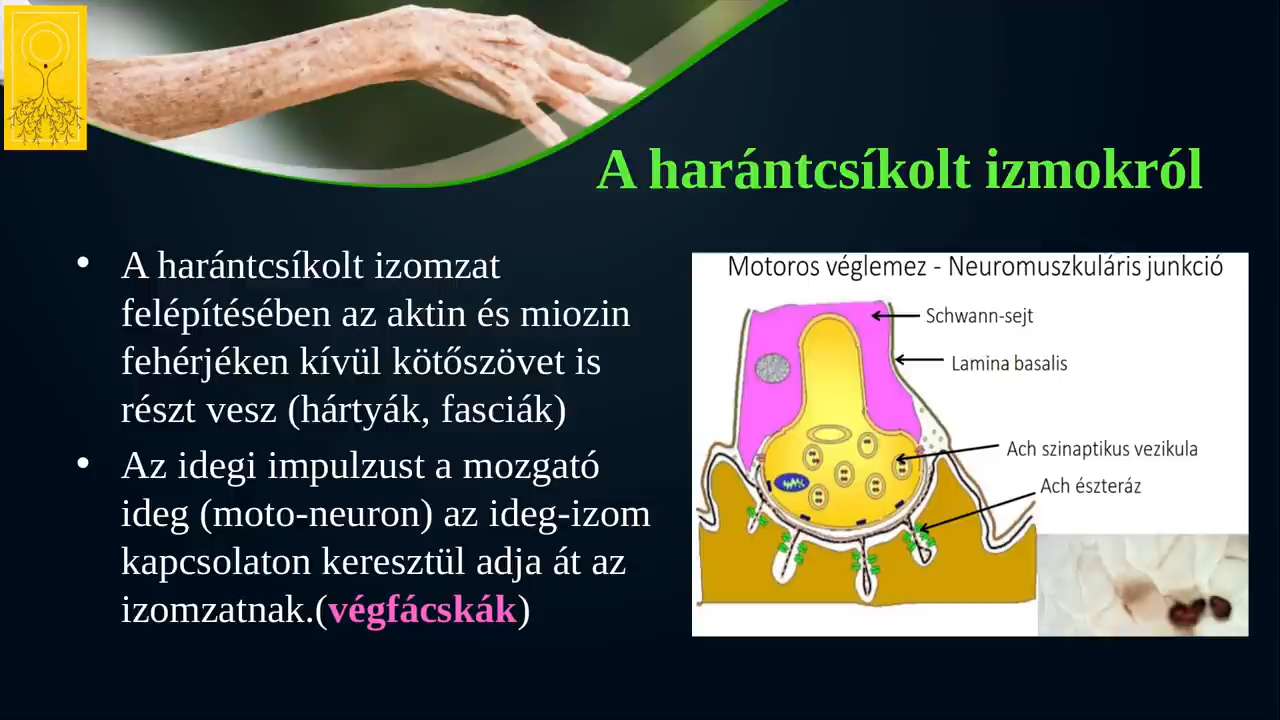 A harántcsíkolt izmokról
• A harántcsíkolt izomzat
felépítésében az aktin és miozin
fehérjéken kívül kötőszövet is
részt vesz (hártyák, fasciák)
• Az idegi impulzust a mozgató
ideg (moto-neuron) az ideg-izom
kapcsolaton keresztül adja át az
izomzatnak.(végfácskák)
Motoros véglemez - Neuromuszkuláris junkció
Schwann-sejt
Lamina basalis
Ach szinaptikus vezikula
Ach észteráz